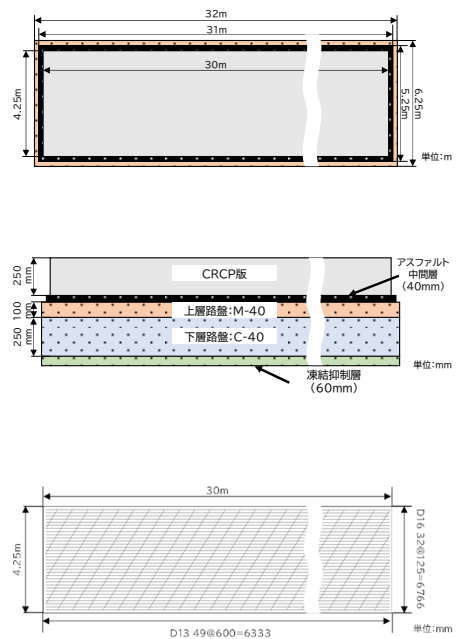 32m
31m
30m
4.25m
5.25m
6.25m
単位:m
250
mm
CRCP版
アスファルト
中間層
(40mm)
100
mm
上層路盤:M-40
250
mm
下層路盤:C-40
単位:mm
凍結抑制層
(60mm)
30m
4.25m
D16 32@125=6766
D13 49@600=6333
単位:mm